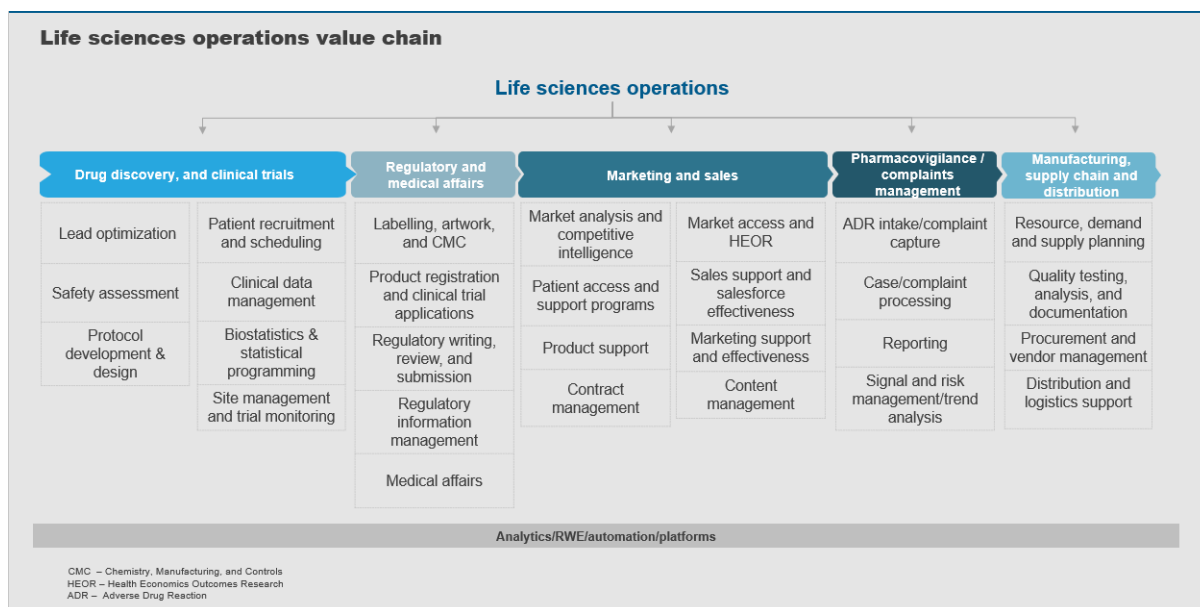 Life sciences operations value chain
Life sciences operations
Drug discovery, and clinical trials
Lead optimization
Safety assessment
Protocol
development &
design
Patient recruitment
and scheduling
Clinical data
management
Biostatistics &
statistical
programming
Site management
and trial monitoring
Regulatory and
medical affairs
Labelling, artwork,
and CMC
Product registration
and clinical trial
applications
Regulatory writing,
review, and
submission
Regulatory
information
management
Medical affairs
Marketing and sales
Market analysis and
competitive
intelligence
Patient access and
support programs
Product support
Contract
management
Market access and
HEOR
Sales support and
salesforce
effectiveness
Marketing support
and effectiveness
Content
management
Pharmacovigilance /
complaints
management
ADR intake/complaint
capture
Case/complaint
processing
Reporting
Signal and risk
management/trend
analysis
Manufacturing,
supply chain and
distribution
Resource, demand
and supply planning
Quality testing,
analysis, and
documentation
Procurement and
vendor management
Distribution and
logistics support
Analytics/RWE/automation/platforms
CMC – Chemistry, Manufacturing, and Controls
HEOR – Health Economics Outcomes Research
ADR – Adverse Drug Reaction